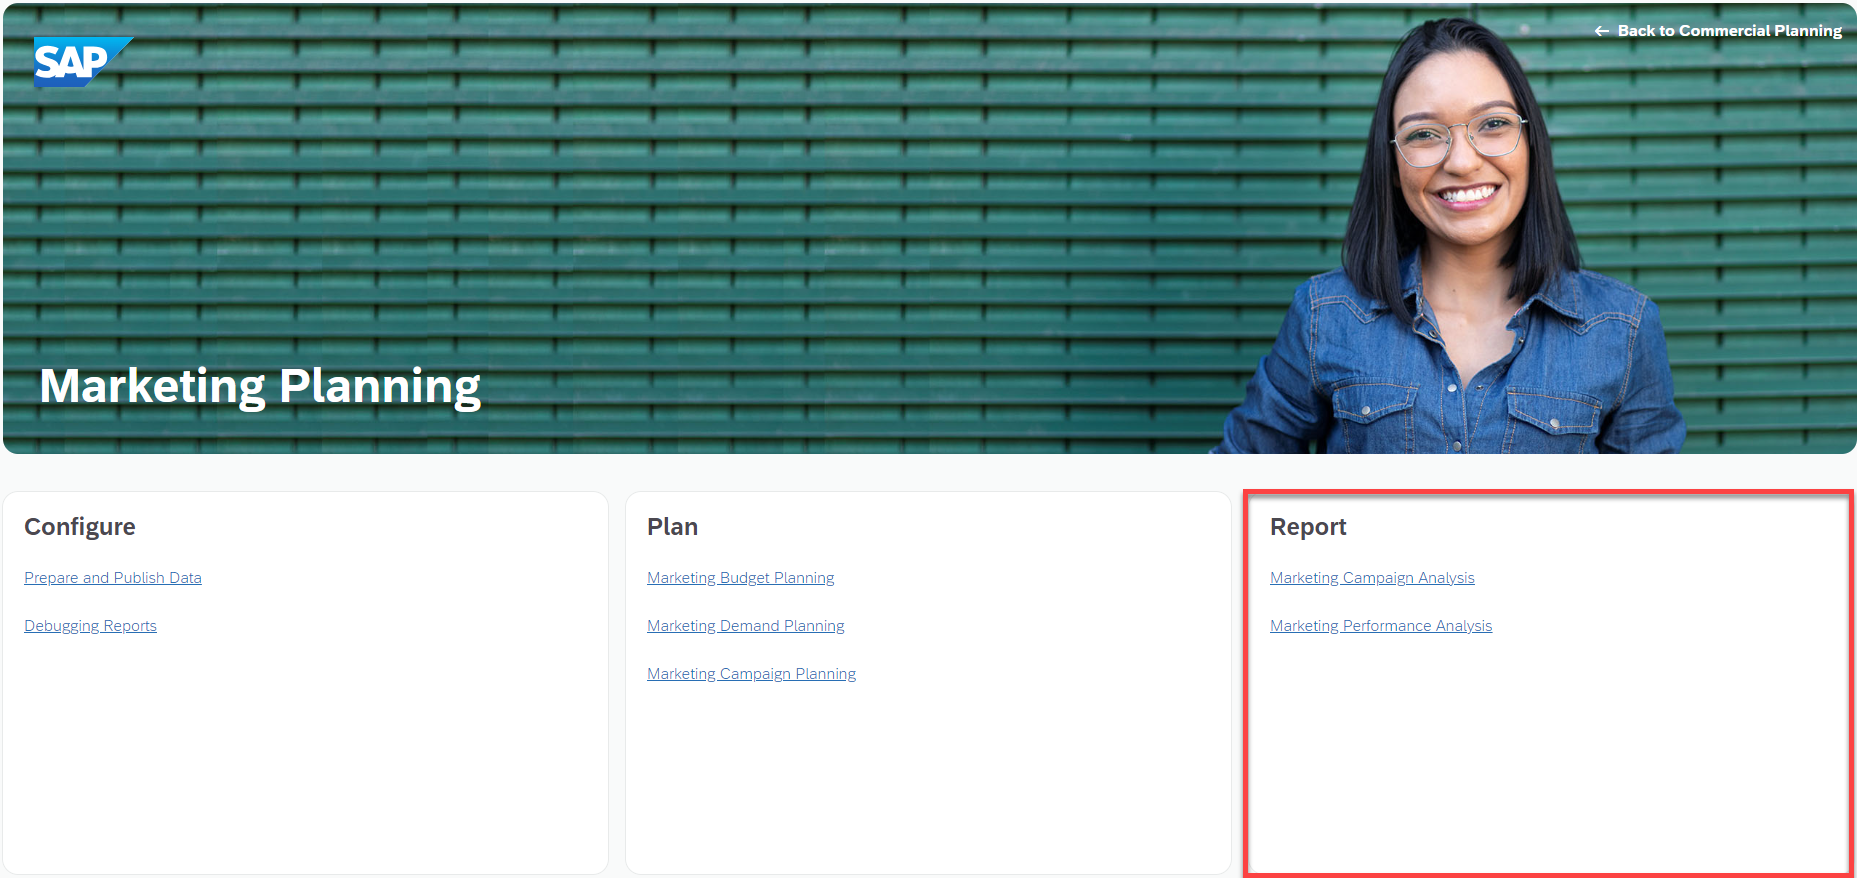 SAP
← Back to Commercial Planning
Marketing Planning
Configure
Prepare and Publish Data
Debugging Reports
Plan
Marketing Budget Planning
Marketing Demand Planning
Marketing Campaign Planning
Report
Marketing Campaign Analysis
Marketing Performance Analysis